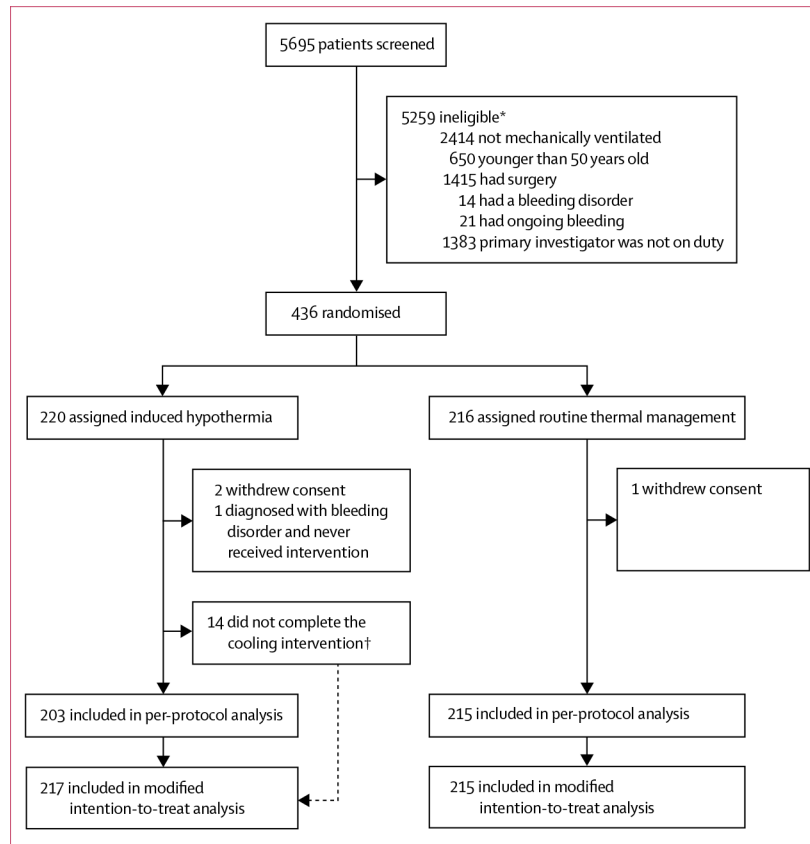 5695 patients screened
5259 ineligible*
2414 not mechanically ventilated
650 younger than 50 years old
1415 had surgery
14 had a bleeding disorder
21 had ongoing bleeding
1383 primary investigator was not on duty
436 randomised
220 assigned induced hypothermia
216 assigned routine thermal management
2 withdrew consent
1 diagnosed with bleeding
disorder and never
received intervention
1 withdrew consent
14 did not complete the
cooling intervention†
203 included in per-protocol analysis
215 included in per-protocol analysis
217 included in modified
intention-to-treat analysis
215 included in modified
intention-to-treat analysis